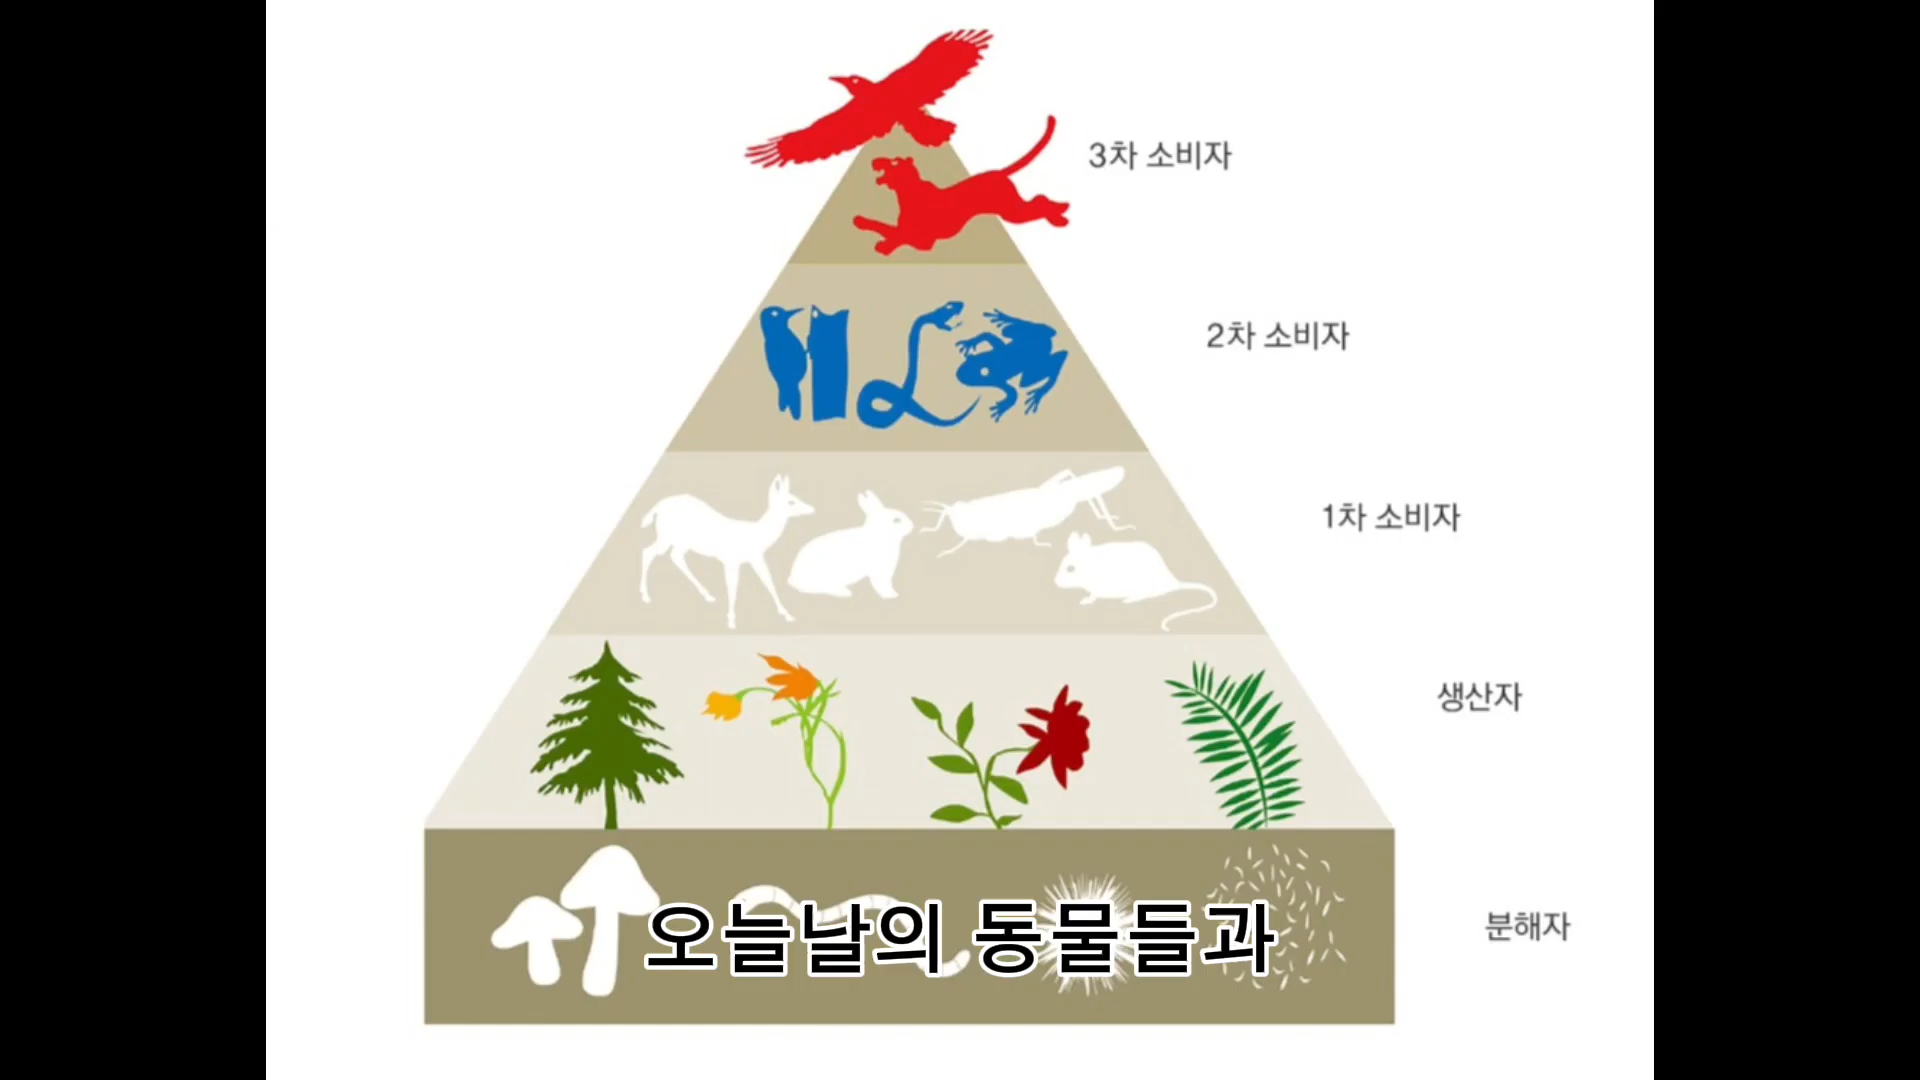 3차 소비자
2차 소비자
1차 소비자
생산자
분해자
오늘날의 동물들과